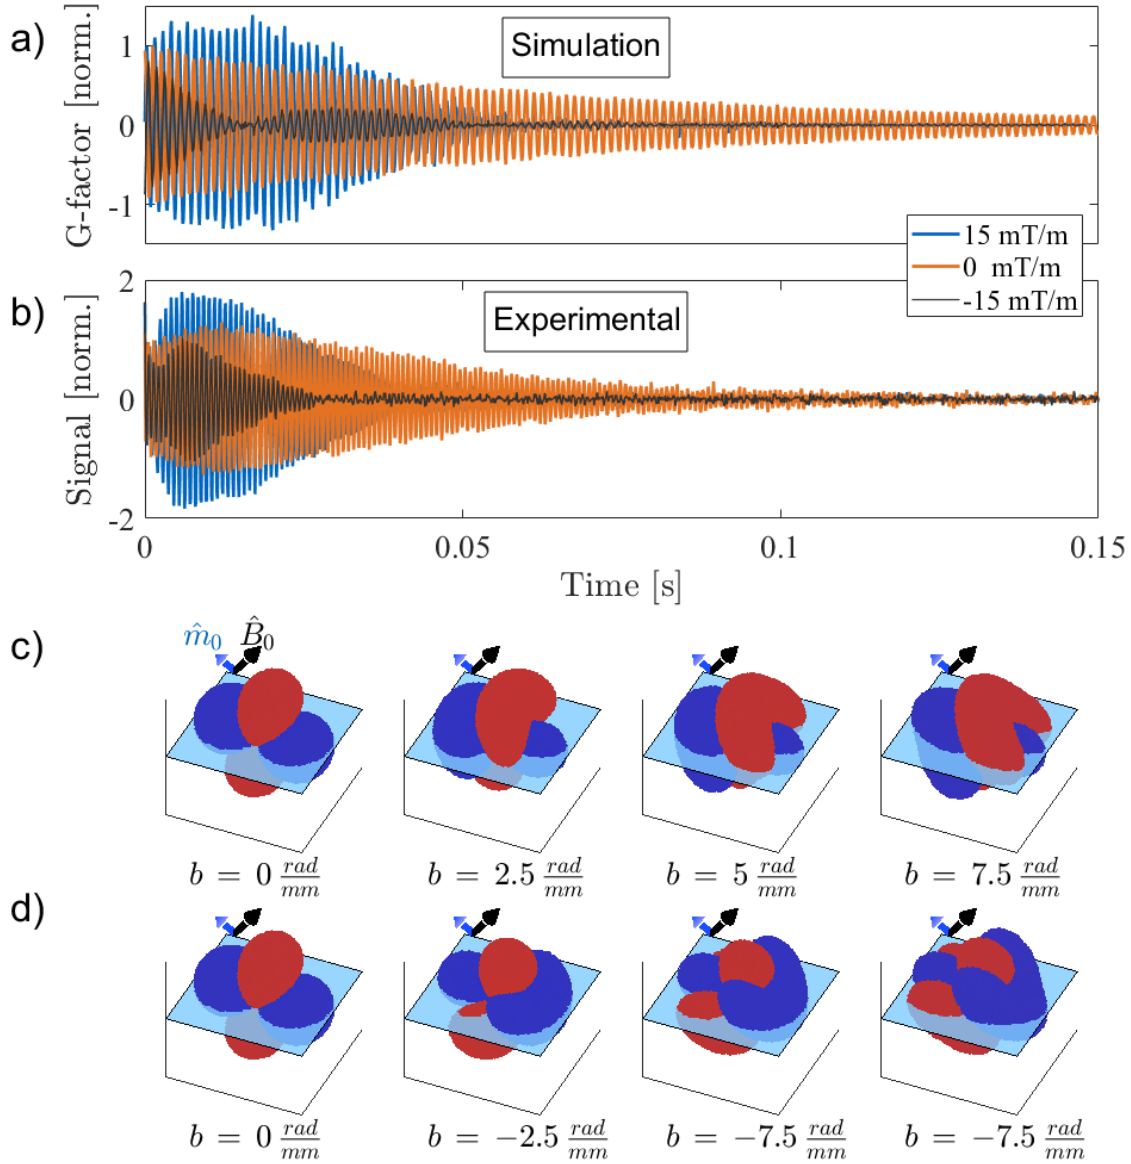 a)
G-factor [norm.]
1
0
-1
Simulation
15 mT/m
0 mT/m
-15 mT/m
b)
Signal [norm.]
2
0
-2
Experimental
0 0.05 0.1 0.15
Time [s]
c)
m̂₀ B̂₀
b = 0 rad/mm b = 2.5 rad/mm b = 5 rad/mm b = 7.5 rad/mm
d)
b = 0 rad/mm b = −2.5 rad/mm b = −7.5 rad/mm b = −7.5 rad/mm